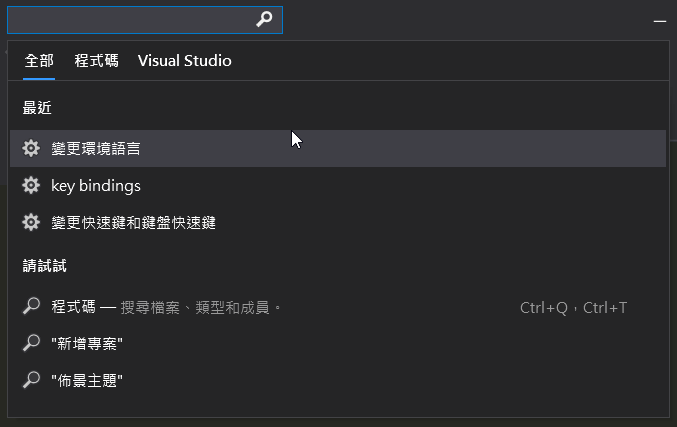 全部 程式碼 Visual Studio
最近
變更環境語言
key bindings
變更快速鍵和鍵盤快速鍵
請試試
程式碼 — 搜尋檔案、類型和成員。 Ctrl+Q，Ctrl+T
"新增專案"
"佈景主題"